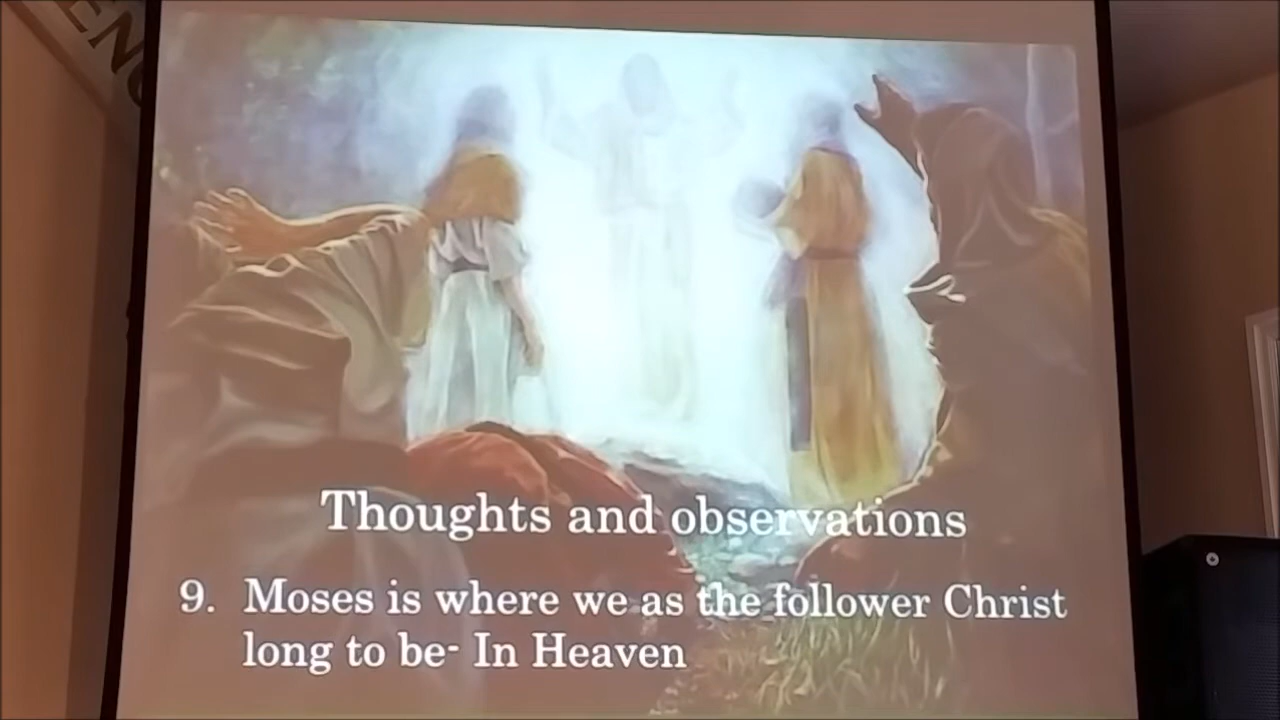 Thoughts and observations
9. Moses is where we as the follower Christ
long to be- In Heaven